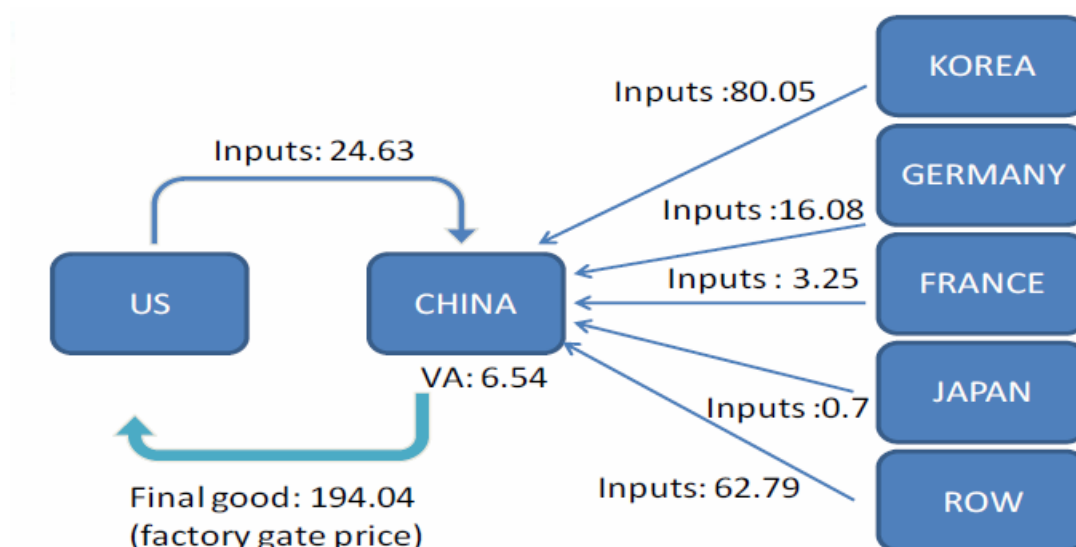 KOREA
Inputs :80.05
Inputs: 24.63
GERMANY
Inputs :16.08
US
CHINA
Inputs : 3.25
FRANCE
VA: 6.54
JAPAN
Inputs :0.7
Inputs: 62.79
ROW
Final good: 194.04
(factory gate price)